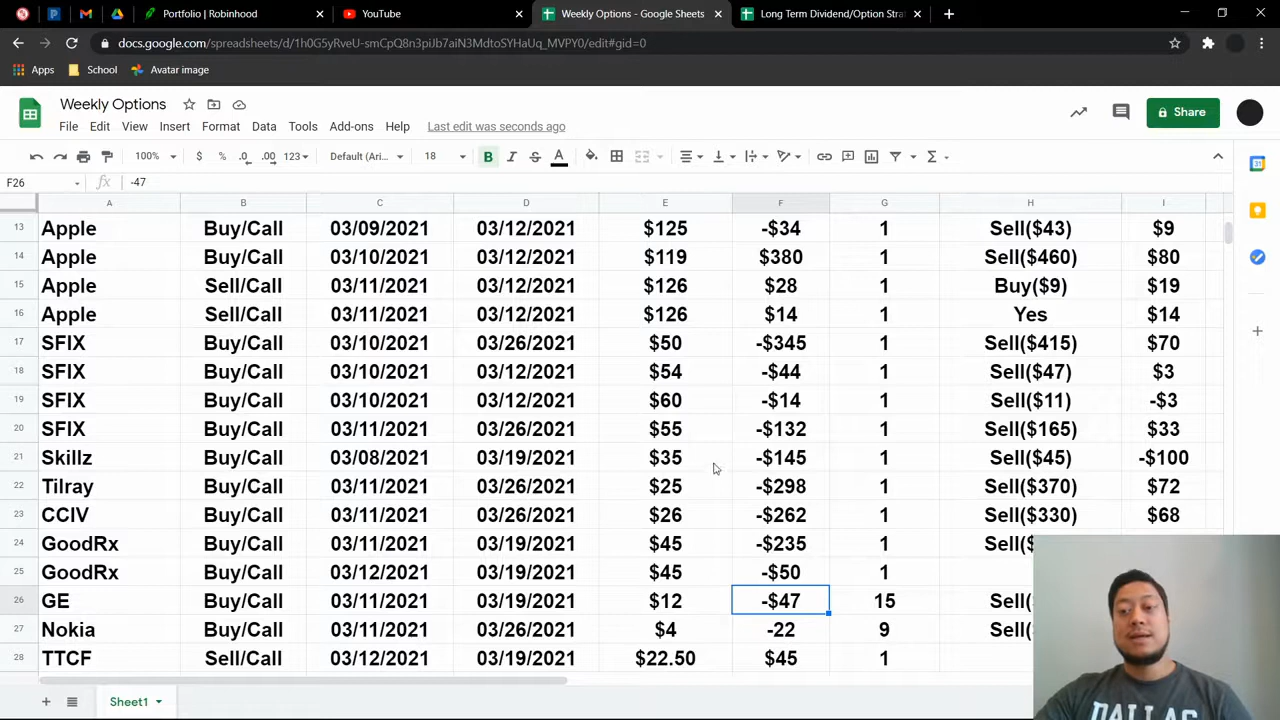 Portfolio | Robinhood
YouTube
Weekly Options - Google Sheets
Long Term Dividend/Option Strat
docs.google.com/spreadsheets/d/1h0G5yRveU-smCpQ8n3piJb7aiN3MdtoSYHaUq_MVPY0/edit#gid=0
Apps School Avatar image
Weekly Options
Share
File Edit View Insert Format Data Tools Add-ons Help Last edit was seconds ago
100% $ % .0 .00 123 Default (Ari... 18 B I S A Σ
F26 fx -47
A B C D E F G H I
13 Apple Buy/Call 03/09/2021 03/12/2021 $125 -$34 1 Sell($43) $9
14 Apple Buy/Call 03/10/2021 03/12/2021 $119 $380 1 Sell($460) $80
15 Apple Sell/Call 03/11/2021 03/12/2021 $126 $28 1 Buy($9) $19
16 Apple Sell/Call 03/11/2021 03/12/2021 $126 $14 1 Yes $14
17 SFIX Buy/Call 03/10/2021 03/26/2021 $50 -$345 1 Sell($415) $70
18 SFIX Buy/Call 03/10/2021 03/12/2021 $54 -$44 1 Sell($47) $3
19 SFIX Buy/Call 03/10/2021 03/12/2021 $60 -$14 1 Sell($11) -$3
20 SFIX Buy/Call 03/11/2021 03/26/2021 $55 -$132 1 Sell($165) $33
21 Skillz Buy/Call 03/08/2021 03/19/2021 $35 -$145 1 Sell($45) -$100
22 Tilray Buy/Call 03/11/2021 03/26/2021 $25 -$298 1 Sell($370) $72
23 CCIV Buy/Call 03/11/2021 03/26/2021 $26 -$262 1 Sell($330) $68
24 GoodRx Buy/Call 03/11/2021 03/19/2021 $45 -$235 1 Sell($
25 GoodRx Buy/Call 03/12/2021 03/19/2021 $45 -$50 1
26 GE Buy/Call 03/11/2021 03/19/2021 $12 -$47 15 Sell(
27 Nokia Buy/Call 03/11/2021 03/26/2021 $4 -22 9 Sell(
28 TTCF Sell/Call 03/12/2021 03/19/2021 $22.50 $45 1
Sheet1
DALLAS